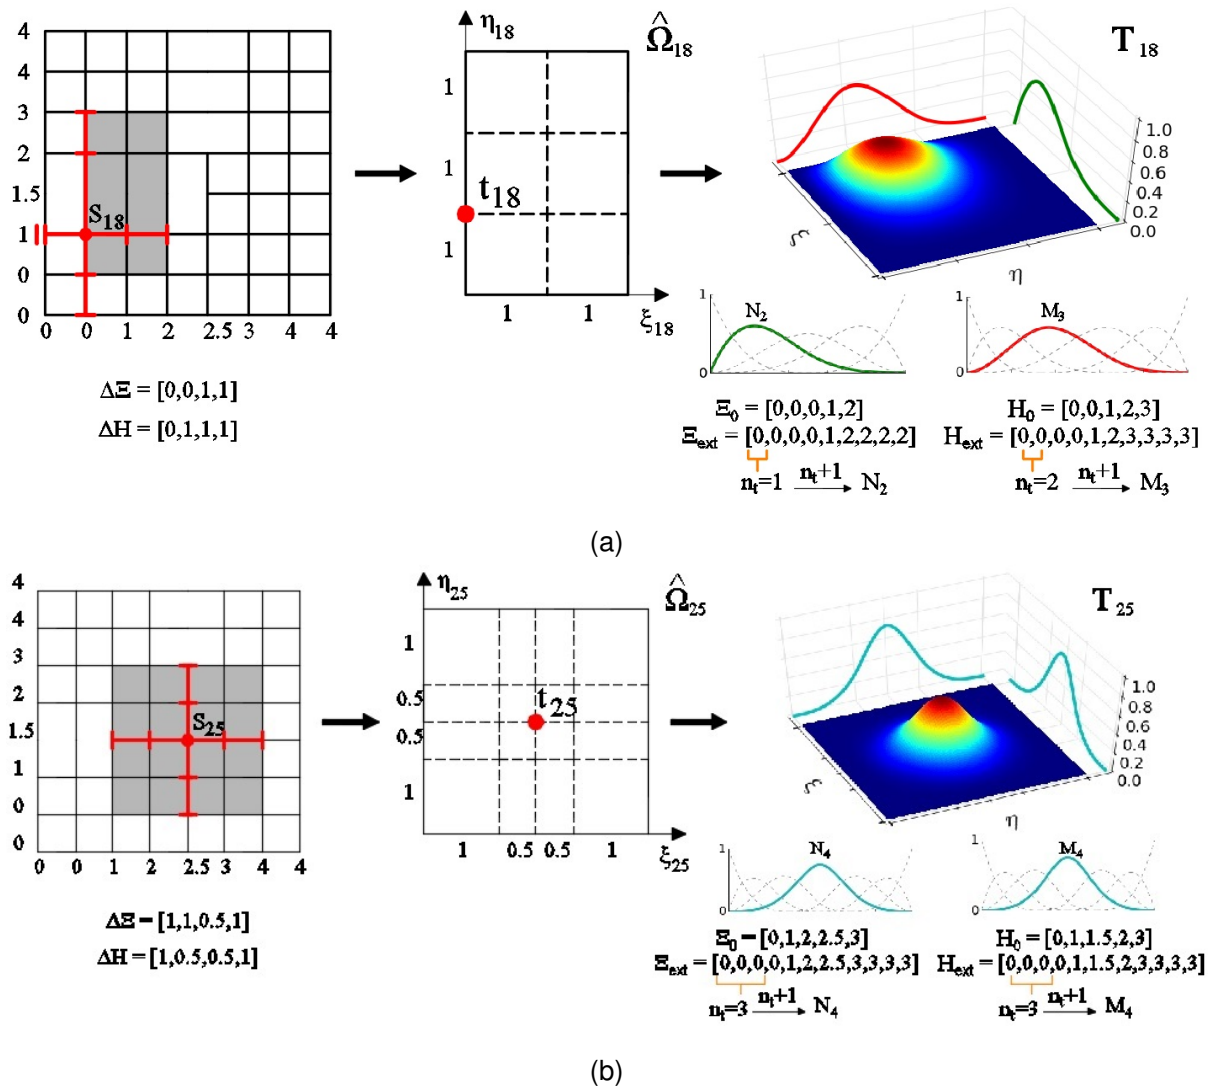 4
4
3
2
1.5
1
0
0
S18
0 0 1 2 2.5 3 4 4
ΔΞ = [0,0,1,1]
ΔH = [0,1,1,1]
η18
Ω̂18
1
1
1
t18
1 1
ξ18
T18
1.0
0.8
0.6
0.4
0.2
0.0
ξ
η
1
0
N2
1
0
M3
Ξ0 = [0,0,0,1,2]
H0 = [0,0,1,2,3]
Ξext = [0,0,0,0,1,2,2,2,2]
Hext = [0,0,0,0,1,2,3,3,3,3]
nt=1 nt+1 N2
nt=2 nt+1 M3
(a)
4
4
3
2
1.5
1
0
0
S25
0 0 1 2 2.5 3 4 4
ΔΞ = [1,1,0.5,1]
ΔH = [1,0.5,0.5,1]
η25
Ω̂25
1
0.5
0.5
1
t25
1 0.5 0.5 1
ξ25
T25
1.0
0.8
0.6
0.4
0.2
0.0
ξ
η
1
0
N4
1
0
M4
Ξ0 = [0,1,2,2.5,3]
H0 = [0,1,1.5,2,3]
Ξext = [0,0,0,0,1,2,2.5,3,3,3,3]
Hext = [0,0,0,0,1,1.5,2,3,3,3,3]
nt=3 nt+1 N4
nt=3 nt+1 M4
(b)